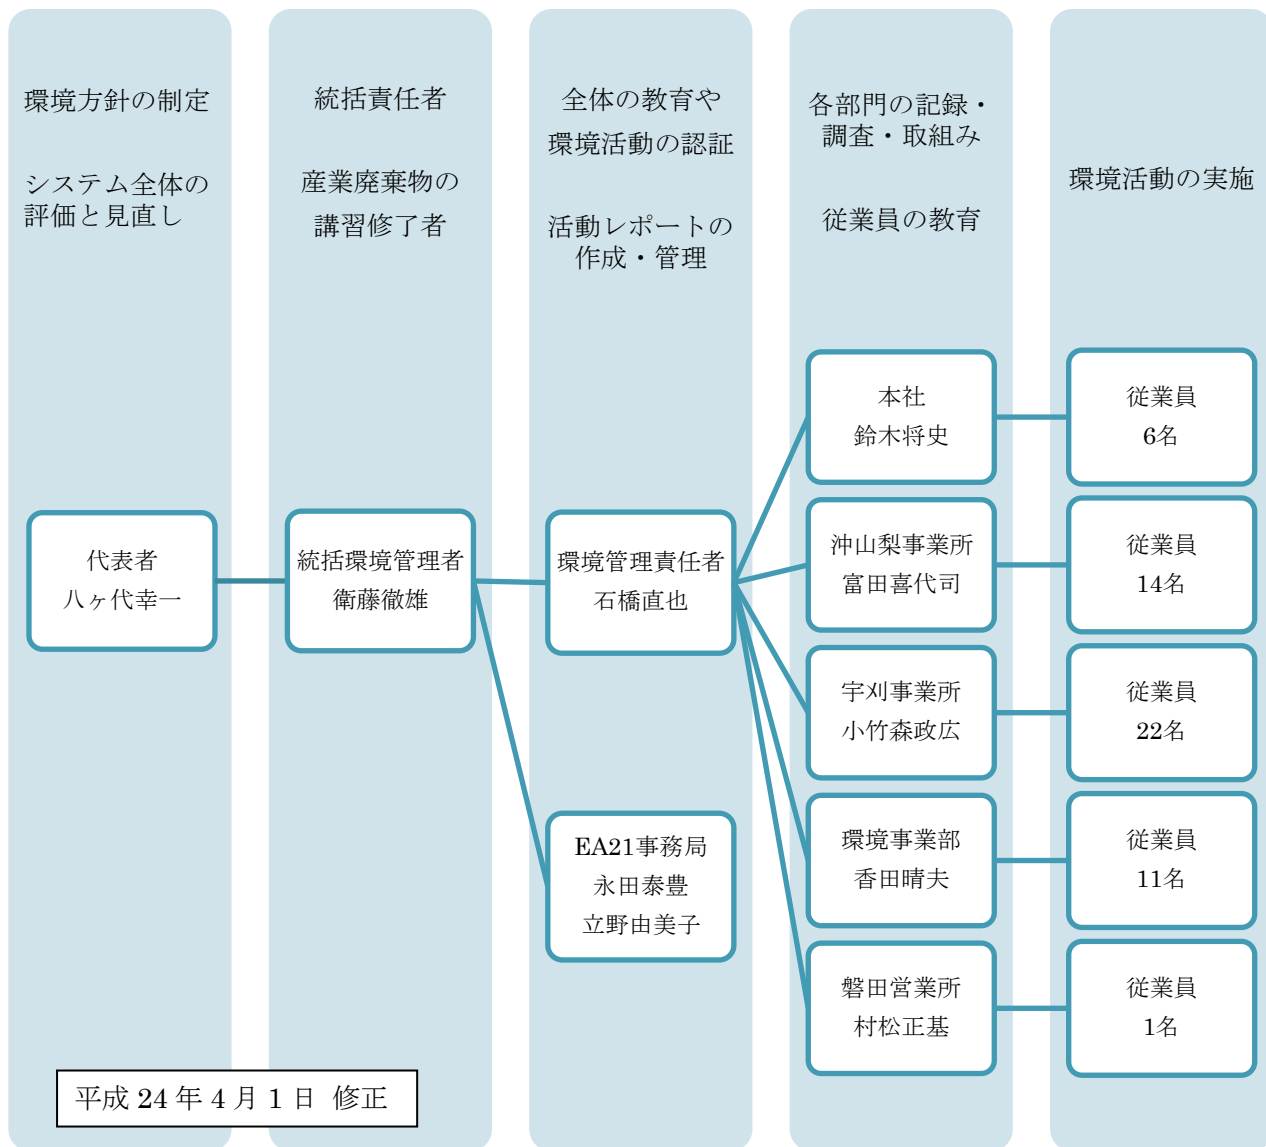 環境方針の制定
システム全体の
評価と見直し
統括責任者
産業廃棄物の
講習修了者
全体の教育や
環境活動の認証
活動レポートの
作成・管理
各部門の記録・
調査・取組み
従業員の教育
環境活動の実施
代表者
八ヶ代幸一
統括環境管理者
衛藤徹雄
環境管理責任者
石橋直也
EA21事務局
永田泰豊
立野由美子
本社
鈴木将史
従業員
6名
沖山梨事業所
富田喜代司
従業員
14名
宇刈事業所
小竹森政広
従業員
22名
環境事業部
香田晴夫
従業員
11名
磐田営業所
村松正基
従業員
1名
平成 24 年 4 月 1 日 修正